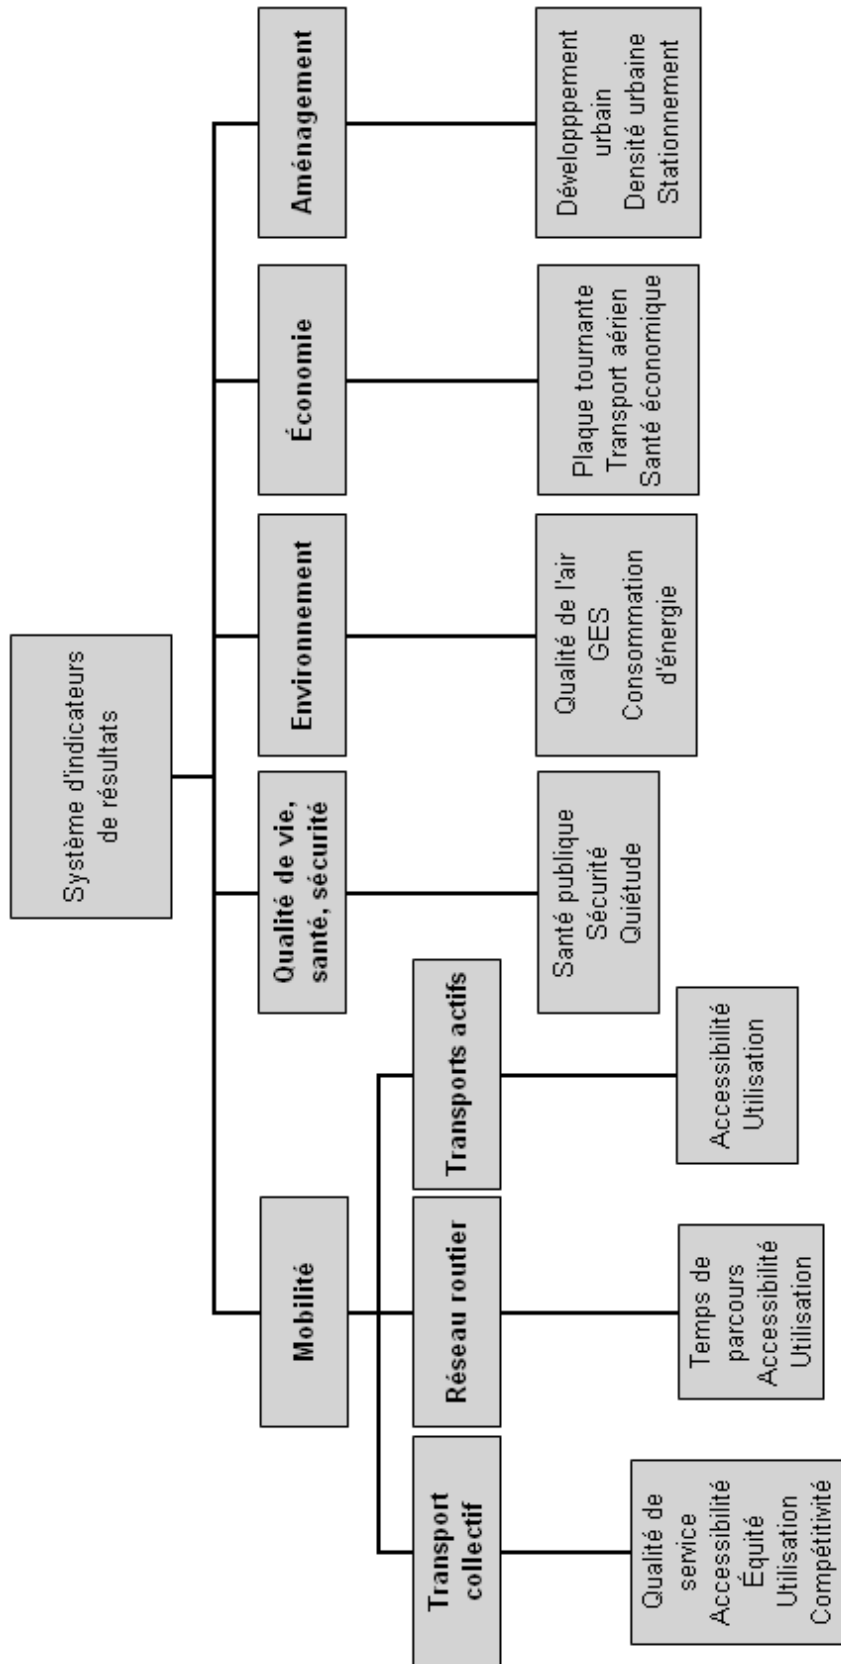 Système d'indicateurs
de résultats
Mobilité
Qualité de vie,
santé, sécurité
Environnement
Économie
Aménagement
Transport
collectif
Réseau routier
Transports actifs
Santé publique
Sécurité
Quiétude
Qualité de l'air
GES
Consommation
d'énergie
Plaque tournante
Transport aérien
Santé économique
Développpement
urbain
Densité urbaine
Stationnement
Qualité de
service
Accessibilité
Équité
Utilisation
Compétitivité
Temps de
parcours
Accessibilité
Utilisation
Accessibilité
Utilisation